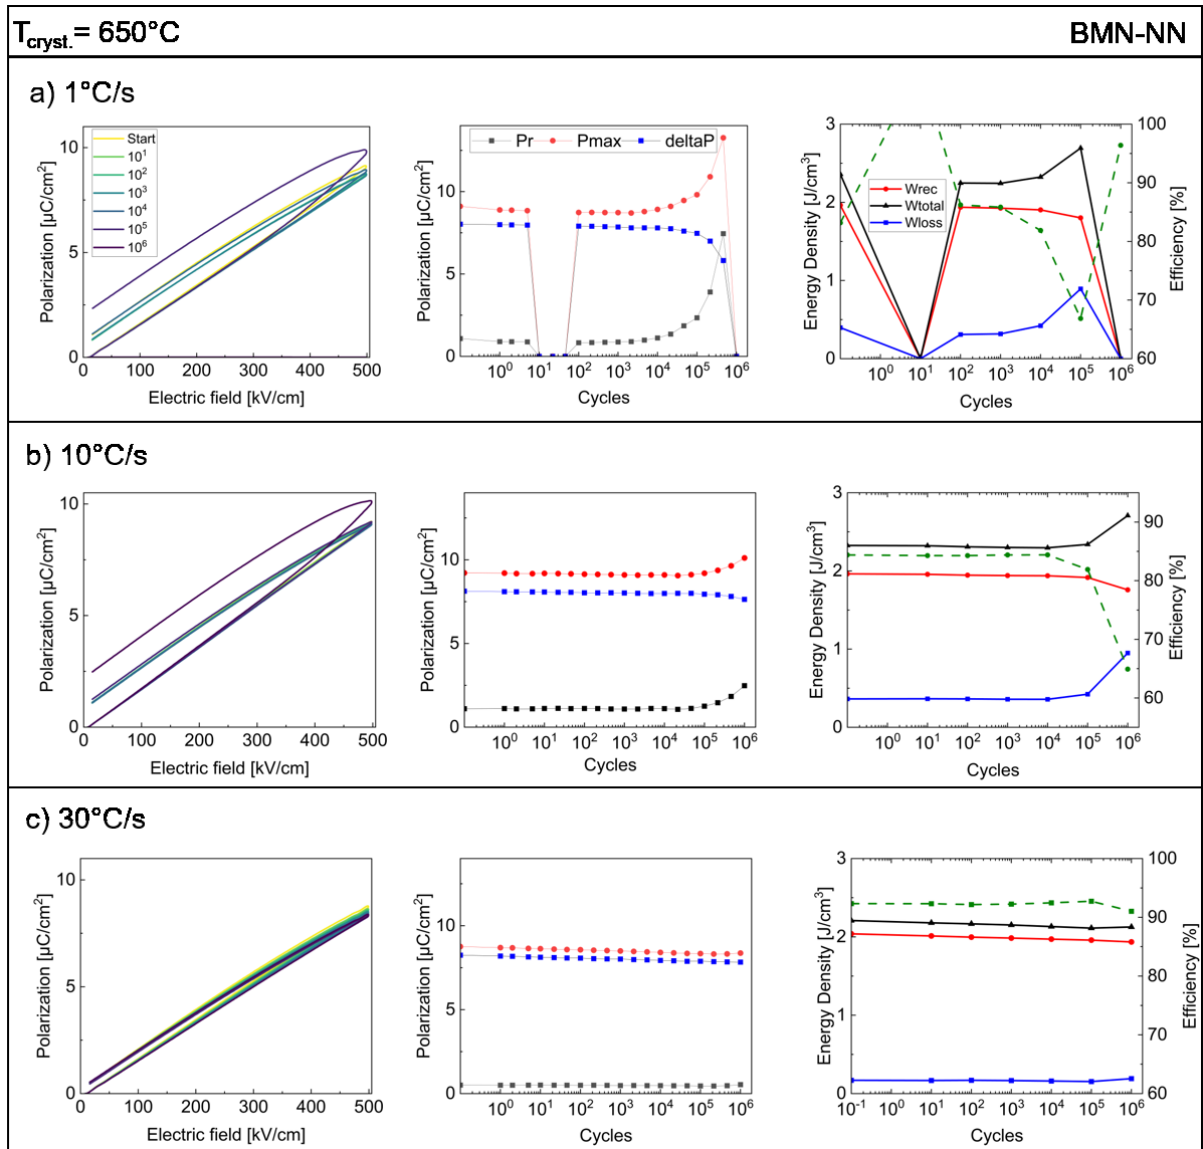 T_cryst. = 650°C BMN-NN
a) 1°C/s
Polarization [μC/cm²]
10
5
0
Start
10¹
10²
10³
10⁴
10⁵
10⁶
0 100 200 300 400 500
Electric field [kV/cm]
Polarization [μC/cm²]
10
5
0
Pr Pmax deltaP
10⁰ 10¹ 10² 10³ 10⁴ 10⁵ 10⁶
Cycles
Energy Density [J/cm³]
3
2
1
0
Wrec
Wtotal
Wloss
100
90
80
70
60
Efficiency [%]
10⁰ 10¹ 10² 10³ 10⁴ 10⁵ 10⁶
Cycles
b) 10°C/s
Polarization [μC/cm²]
10
5
0
0 100 200 300 400 500
Electric field [kV/cm]
Polarization [μC/cm²]
10
5
0
10⁰ 10¹ 10² 10³ 10⁴ 10⁵ 10⁶
Cycles
Energy Density [J/cm³]
3
2
1
0
90
80
70
60
Efficiency [%]
10⁰ 10¹ 10² 10³ 10⁴ 10⁵ 10⁶
Cycles
c) 30°C/s
Polarization [μC/cm²]
10
5
0
0 100 200 300 400 500
Electric field [kV/cm]
Polarization [μC/cm²]
10
5
0
10⁰ 10¹ 10² 10³ 10⁴ 10⁵ 10⁶
Cycles
Energy Density [J/cm³]
3
2
1
0
100
90
80
70
60
Efficiency [%]
10⁻¹ 10⁰ 10¹ 10² 10³ 10⁴ 10⁵ 10⁶
Cycles